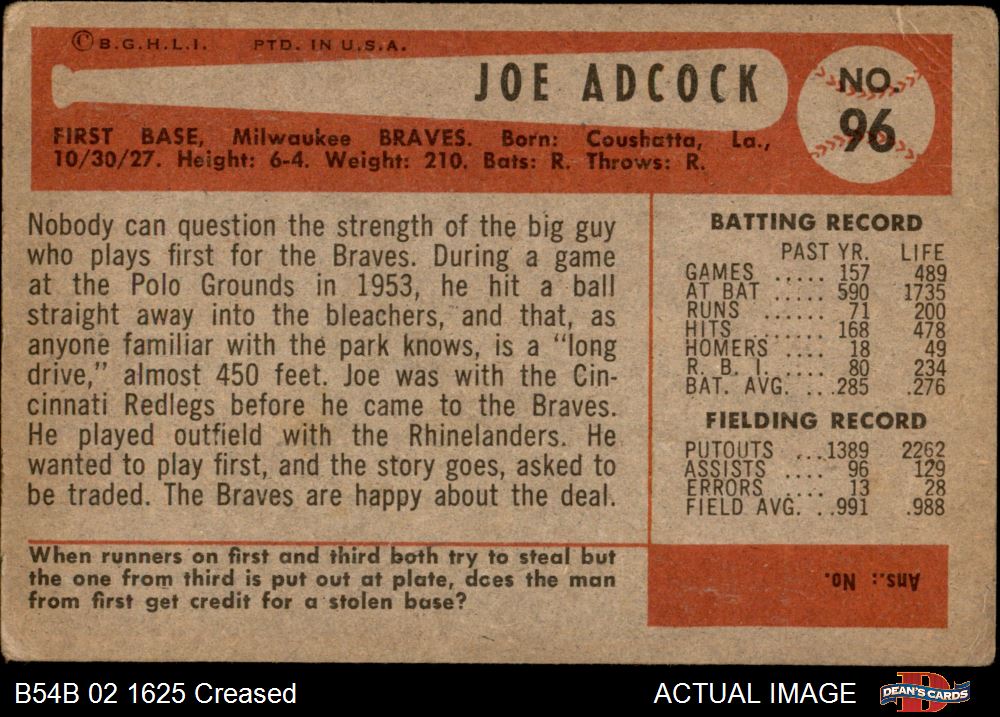 ©B.G.H.L.I. PTD. IN U.S.A.
JOE ADCOCK
NO.
96
FIRST BASE, Milwaukee BRAVES. Born: Coushatta, La.,
10/30/27. Height: 6-4. Weight: 210. Bats: R. Throws: R.
Nobody can question the strength of the big guy
who plays first for the Braves. During a game
at the Polo Grounds in 1953, he hit a ball
straight away into the bleachers, and that, as
anyone familiar with the park knows, is a "long
drive," almost 450 feet. Joe was with the Cin-
cinnati Redlegs before he came to the Braves.
He played outfield with the Rhinelanders. He
wanted to play first, and the story goes, asked to
be traded. The Braves are happy about the deal.
BATTING RECORD
PAST YR. LIFE
GAMES ..... 157 489
AT BAT ..... 590 1735
RUNS ...... 71 200
HITS ...... 168 478
HOMERS .... 18 49
R. B. I. .... 80 234
BAT. AVG. ...285 .276
FIELDING RECORD
PUTOUTS ...1389 2262
ASSISTS .... 96 129
ERRORS .... 13 28
FIELD AVG. ..991 .988
When runners on first and third both try to steal but
the one from third is put out at plate, does the man
from first get credit for a stolen base?
Ans.: No.
B54B 02 1625 Creased
ACTUAL IMAGE
DEAN'S CARDS